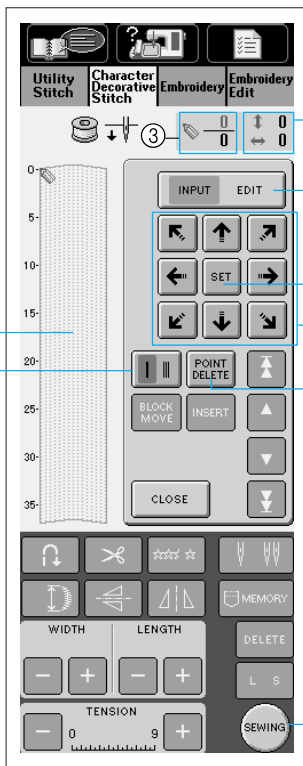 Utility Stitch
Character Decorative Stitch
Embroidery
Embroidery Edit
3
0
0
0
0
0-
5-
10-
15-
20-
25-
30-
35-
INPUT EDIT
SET
POINT DELETE
BLOCK MOVE
INSERT
CLOSE
MEMORY
WIDTH LENGTH
DELETE
- + - +
L S
TENSION
- 0 9 +
SEWING